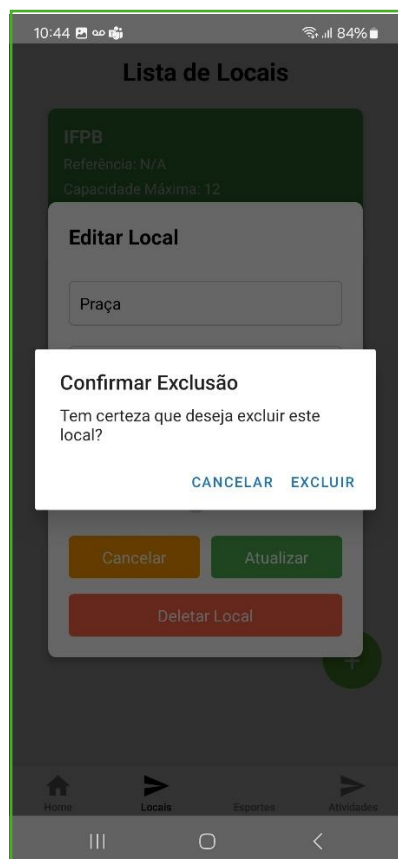 10:44
84%
Lista de Locais
IFPB
Referência: N/A
Capacidade Máxima: 12
Editar Local
Praça
Confirmar Exclusão
Tem certeza que deseja excluir este
local?
CANCELAR EXCLUIR
Cancelar Atualizar
Deletar Local
+
Home Locais Esportes Atividades